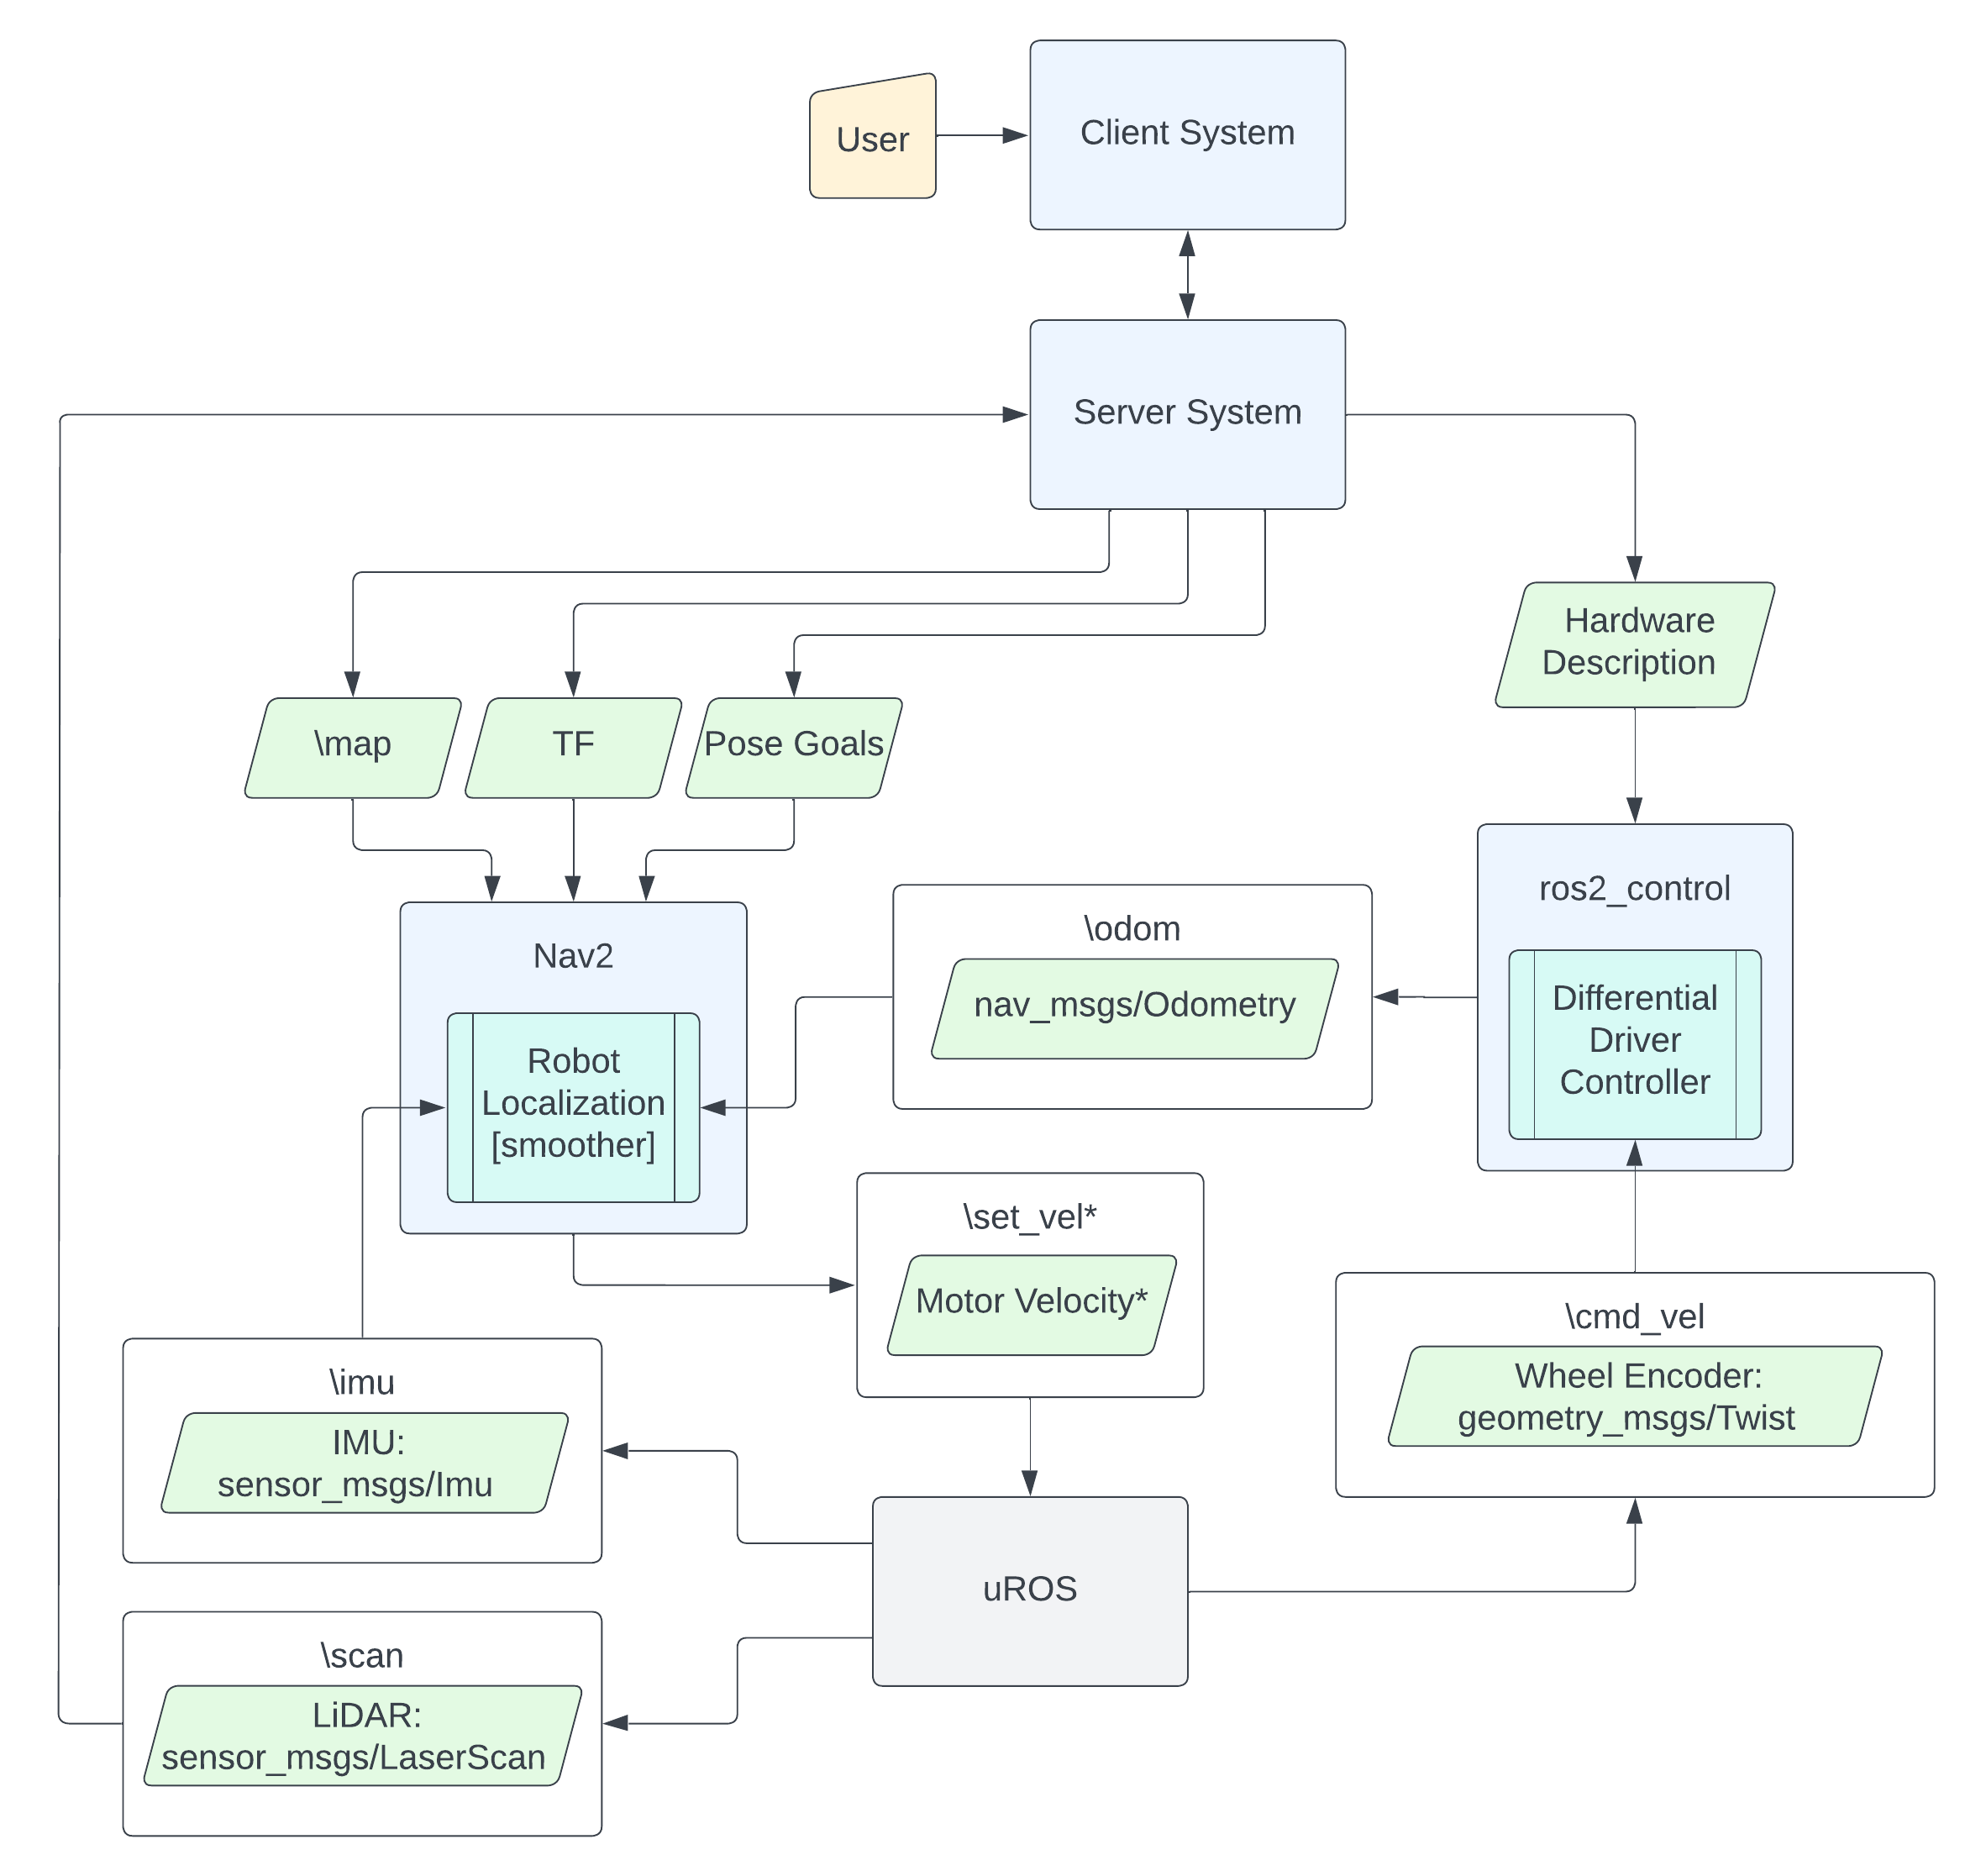 User
Client System
Server System
Hardware
Description
\map
TF
Pose Goals
ros2_control
Differential
Driver
Controller
\odom
nav_msgs/Odometry
Nav2
Robot
Localization
[smoother]
\set_vel*
Motor Velocity*
\cmd_vel
Wheel Encoder:
geometry_msgs/Twist
\imu
IMU:
sensor_msgs/Imu
uROS
\scan
LiDAR:
sensor_msgs/LaserScan